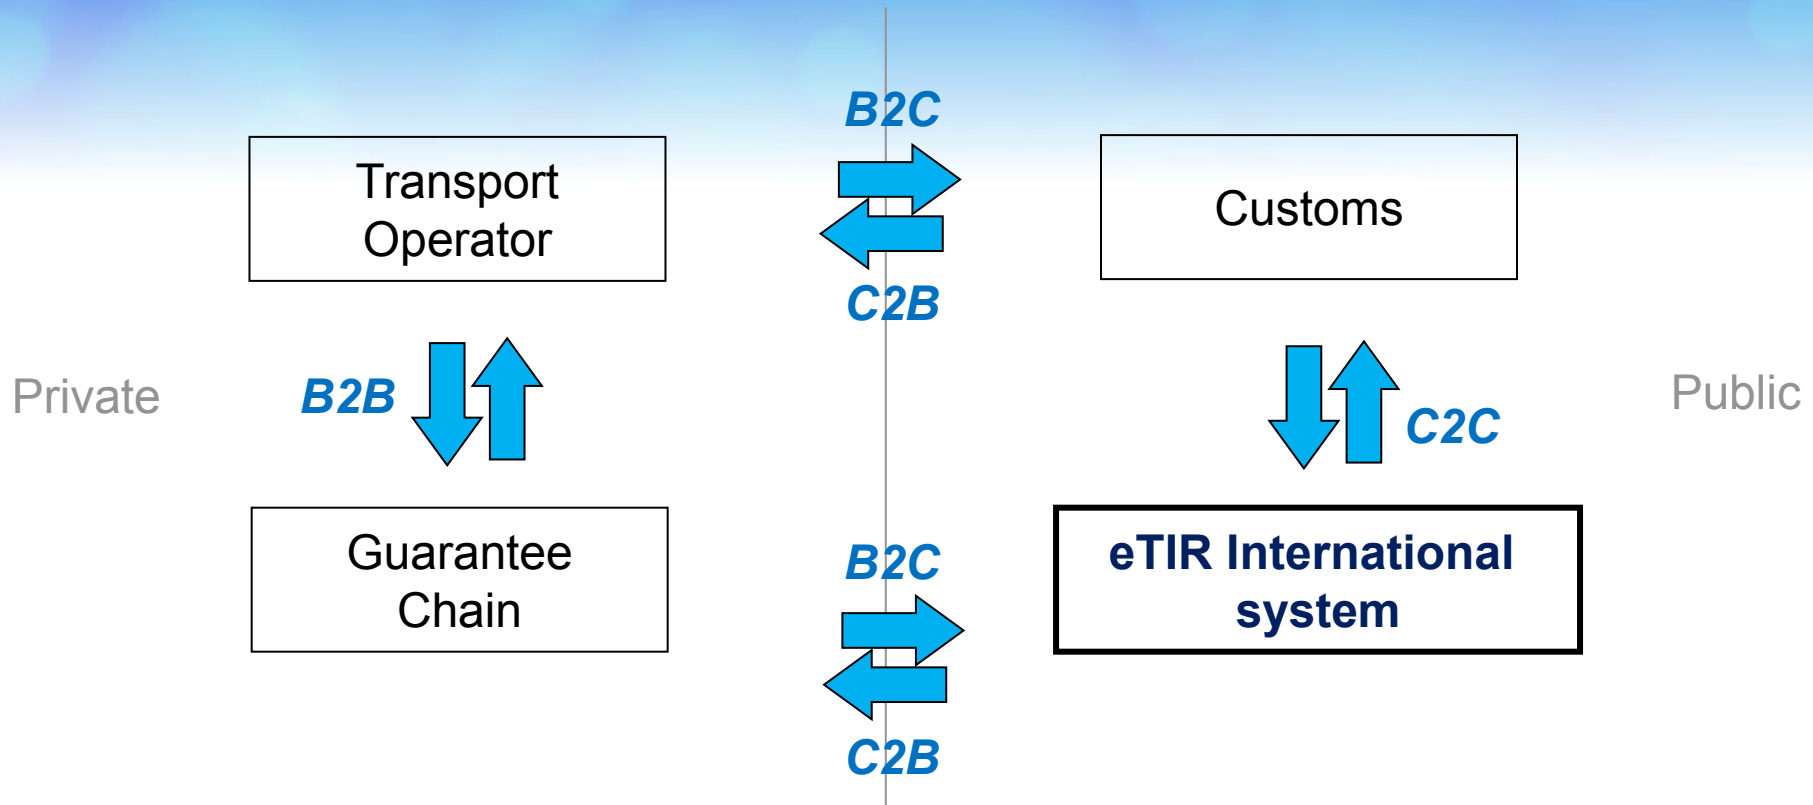 B2C
Transport
Operator
Customs
C2B
Private
B2B
C2C
Public
Guarantee
Chain
B2C
eTIR International
system
C2B